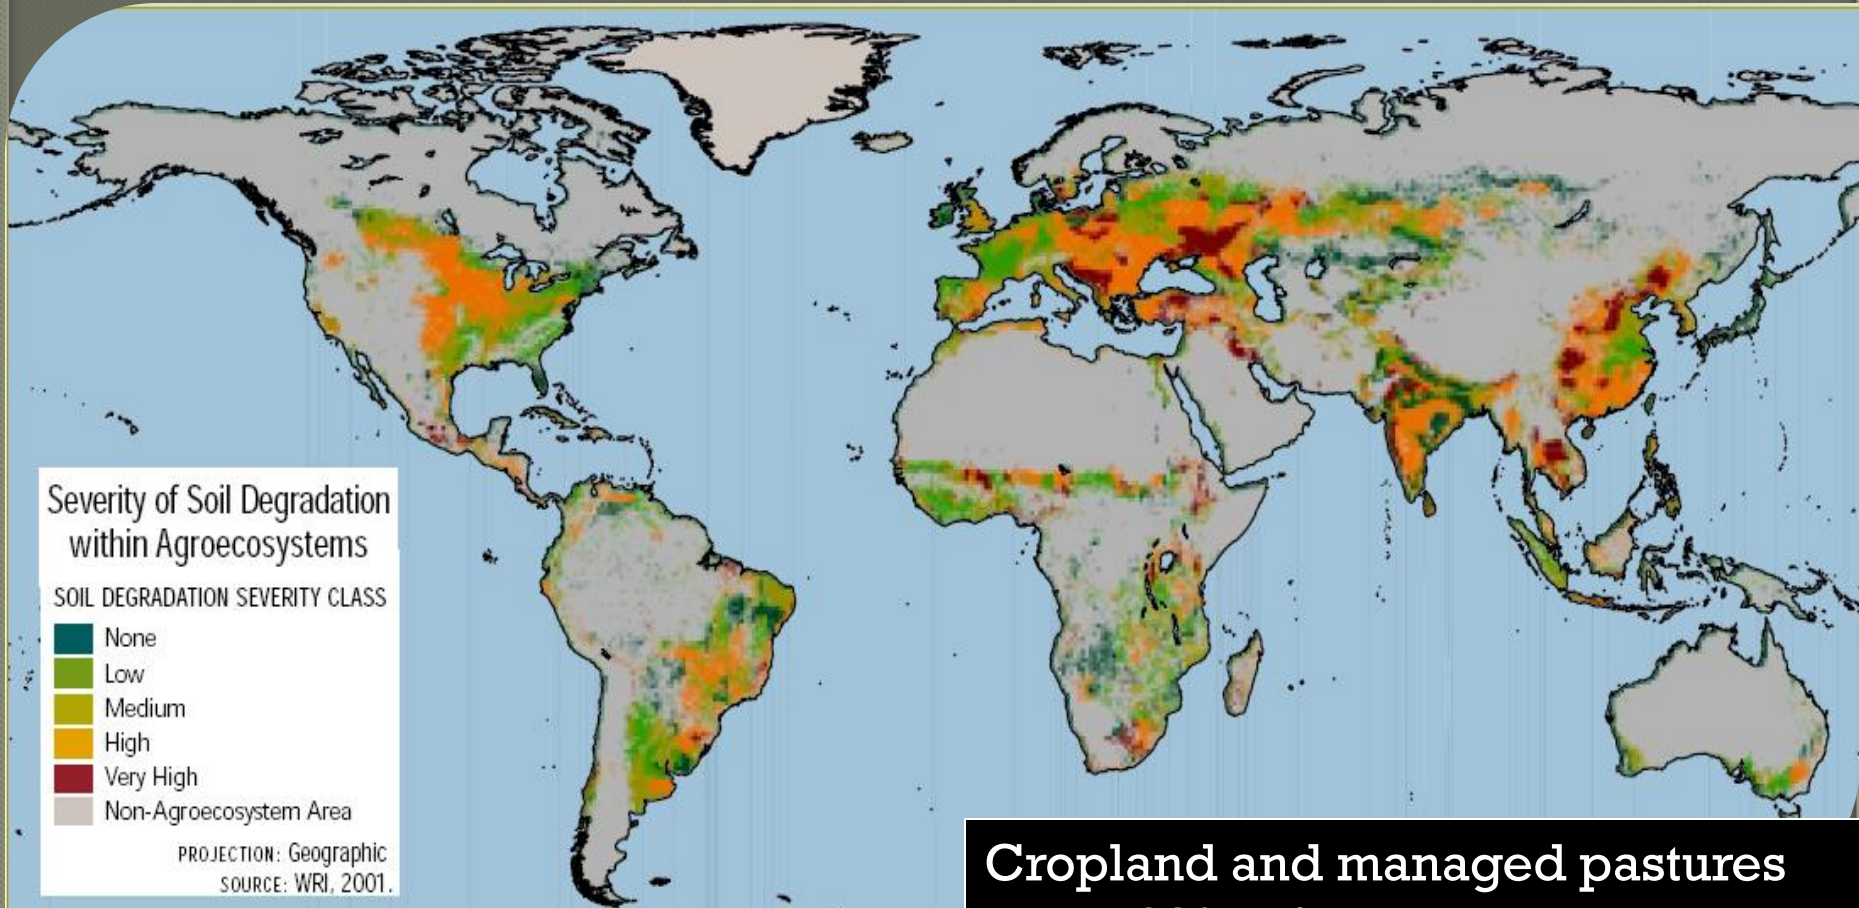 Severity of Soil Degradation
within Agroecosystems
SOIL DEGRADATION SEVERITY CLASS
None
Low
Medium
High
Very High
Non-Agroecosystem Area
PROJECTION: Geographic
SOURCE: WRI, 2001.
Cropland and managed pastures